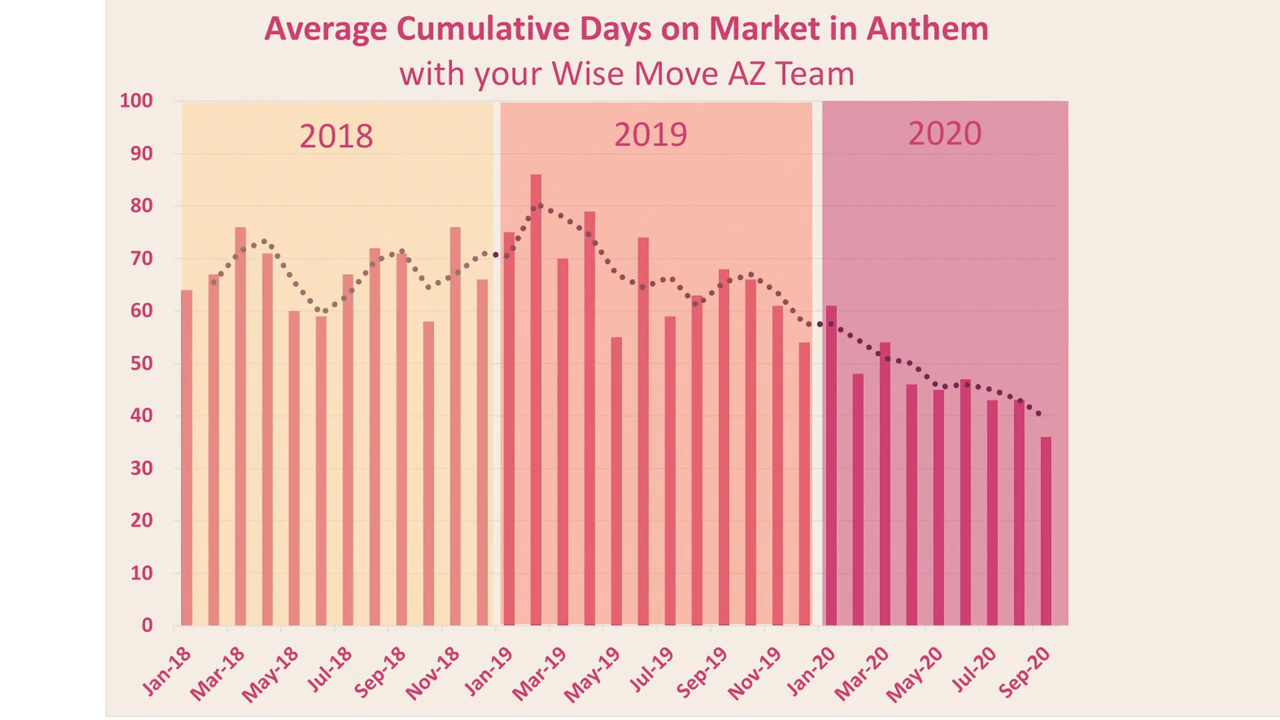 Average Cumulative Days on Market in Anthem
with your Wise Move AZ Team
2018 2019 2020
100
90
80
70
60
50
40
30
20
10
0
Jan-18 Mar-18 May-18 Jul-18 Sep-18 Nov-18 Jan-19 Mar-19 May-19 Jul-19 Sep-19 Nov-19 Jan-20 Mar-20 May-20 Jul-20 Sep-20